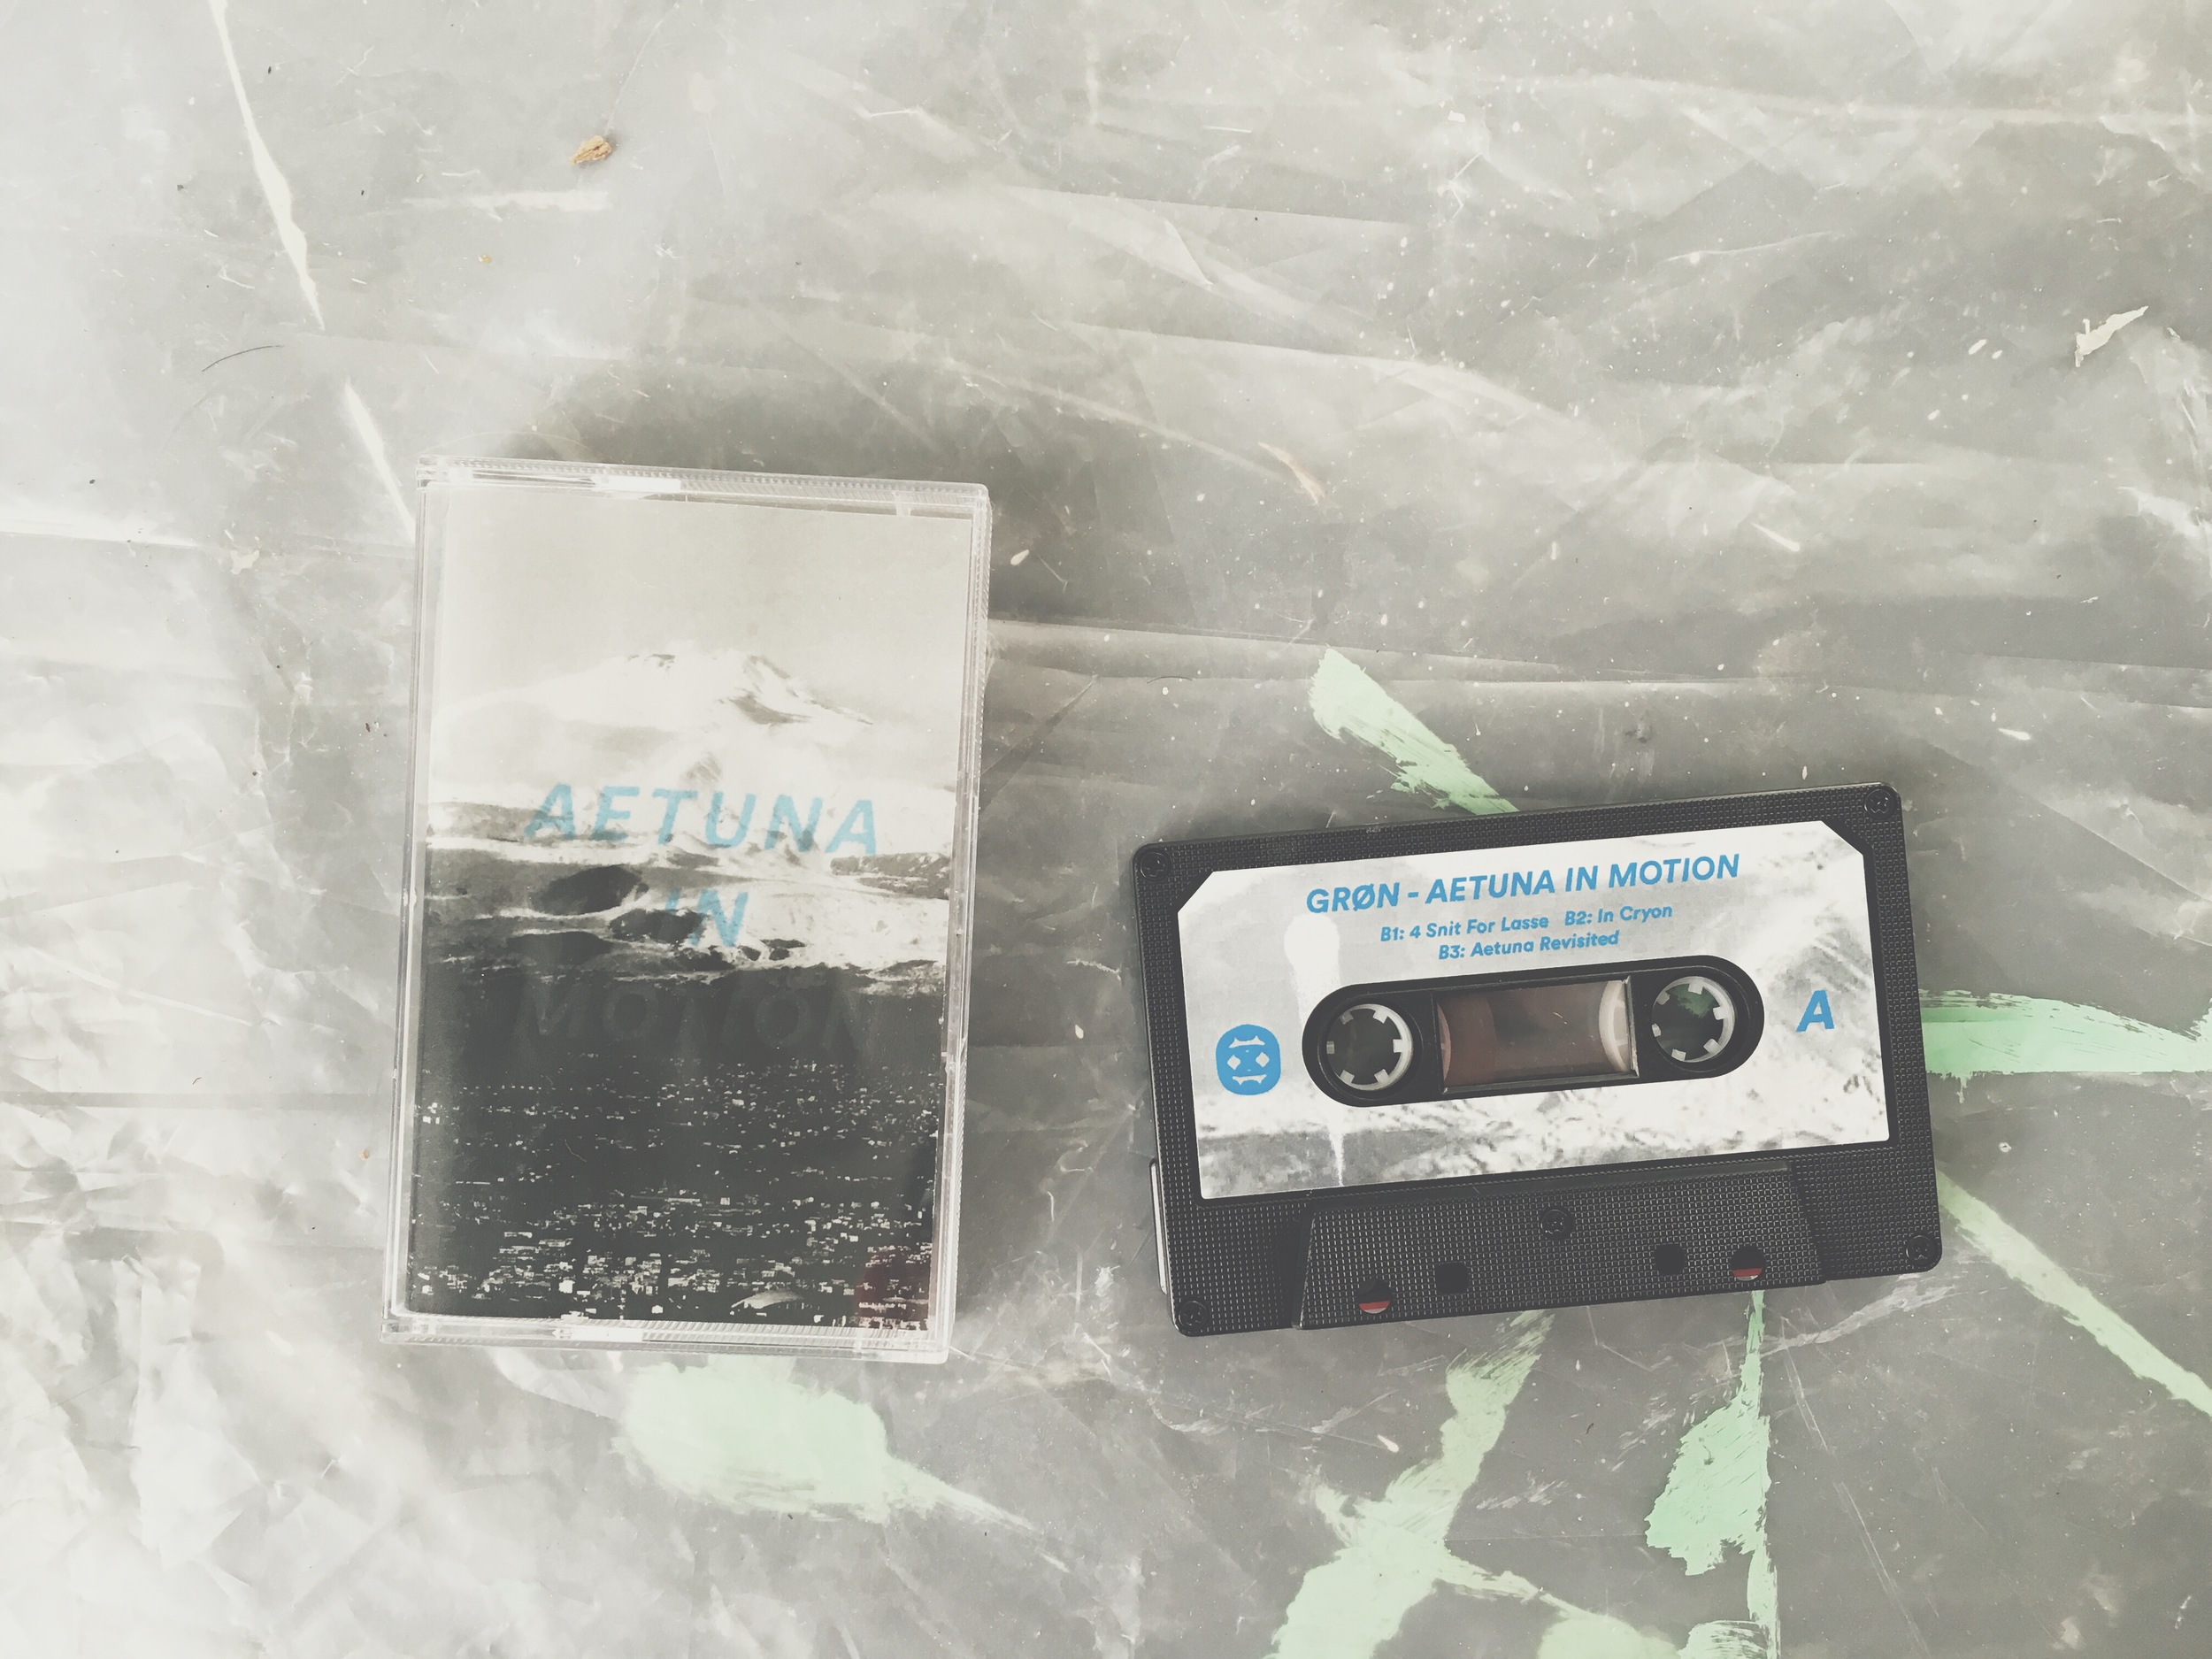 AETUNA
IN
MOTION
GRØN - AETUNA IN MOTION
B1: 4 Snit For Lasse B2: In Cryon
B3: Aetuna Revisited
A